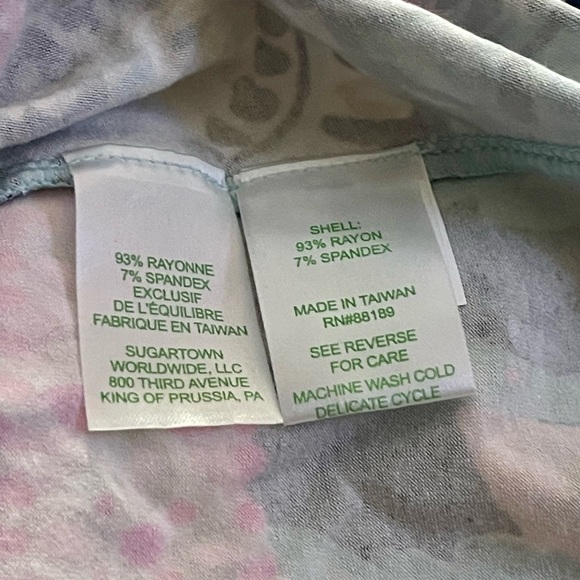 93% RAYONNE
7% SPANDEX
EXCLUSIF
DE L'ÉQUILIBRE
FABRIQUE EN TAIWAN
SUGARTOWN
WORLDWIDE, LLC
800 THIRD AVENUE
KING OF PRUSSIA, PA
SHELL:
93% RAYON
7% SPANDEX
MADE IN TAIWAN
RN#88189
SEE REVERSE
FOR CARE
MACHINE WASH COLD
DELICATE CYCLE